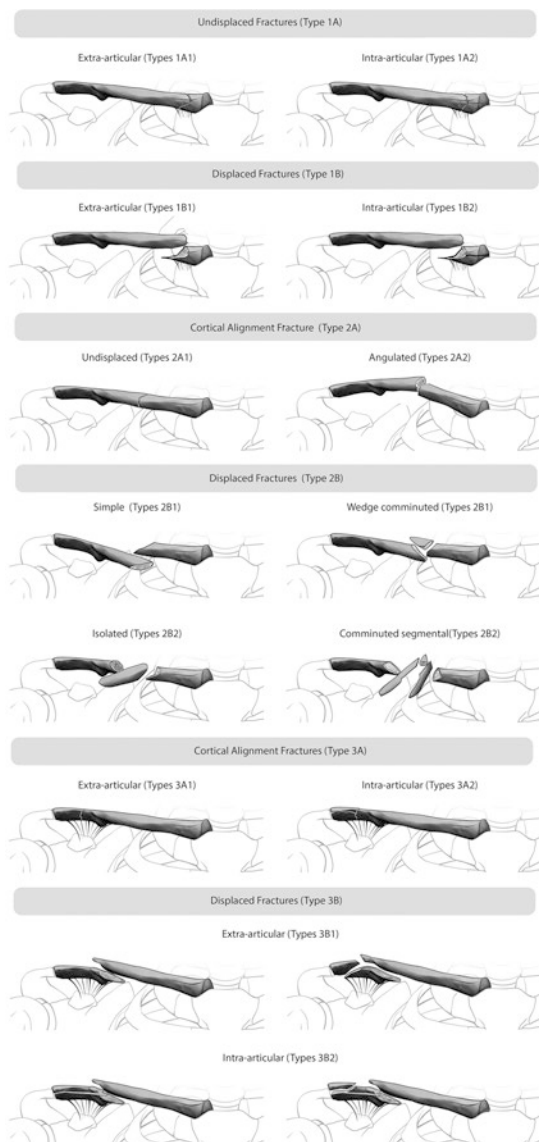 Undisplaced Fractures (Type 1A)
Extra-articular (Types 1A1)
Intra-articular (Types 1A2)
Displaced Fractures (Type 1B)
Extra-articular (Types 1B1)
Intra-articular (Types 1B2)
Cortical Alignment Fracture (Type 2A)
Undisplaced (Types 2A1)
Angulated (Types 2A2)
Displaced Fractures (Type 2B)
Simple (Types 2B1)
Wedge comminuted (Types 2B1)
Isolated (Types 2B2)
Comminuted segmental(Types 2B2)
Cortical Alignment Fractures (Type 3A)
Extra-articular (Types 3A1)
Intra-articular (Types 3A2)
Displaced Fractures (Type 3B)
Extra-articular (Types 3B1)
Intra-articular (Types 3B2)